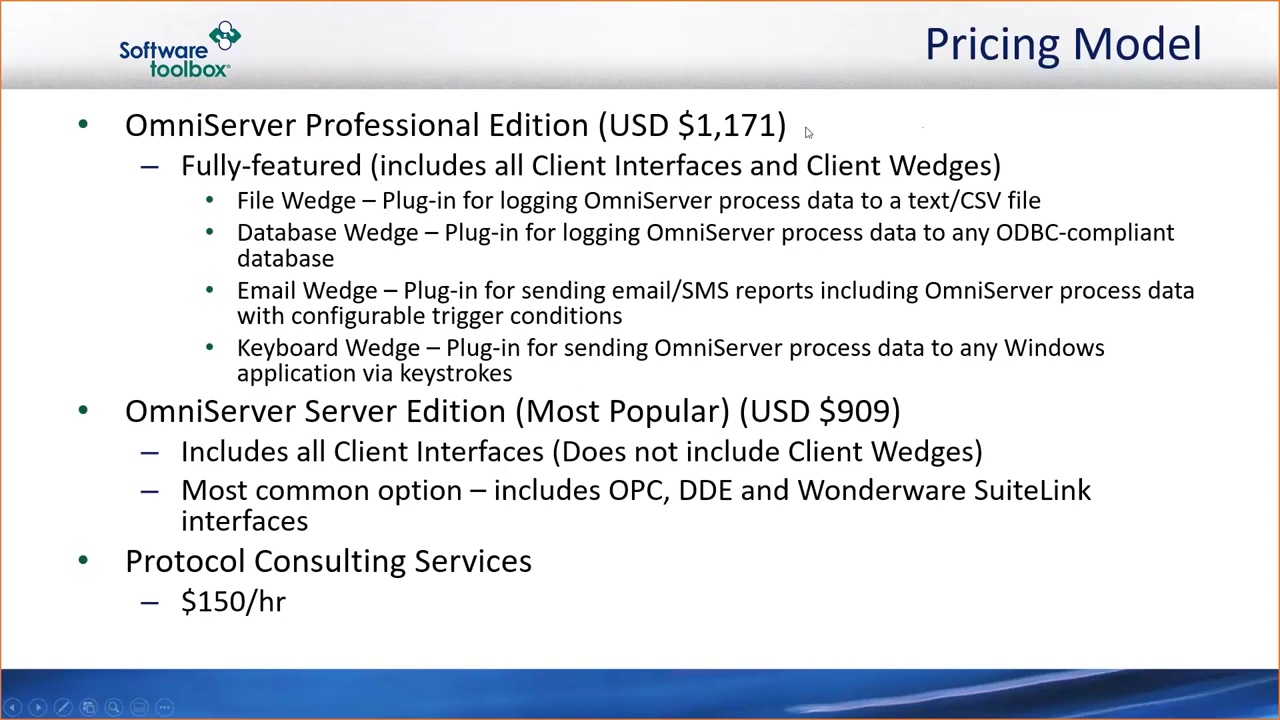 Software
toolbox®
Pricing Model
• OmniServer Professional Edition (USD $1,171)
– Fully-featured (includes all Client Interfaces and Client Wedges)
• File Wedge – Plug-in for logging OmniServer process data to a text/CSV file
• Database Wedge – Plug-in for logging OmniServer process data to any ODBC-compliant
database
• Email Wedge – Plug-in for sending email/SMS reports including OmniServer process data
with configurable trigger conditions
• Keyboard Wedge – Plug-in for sending OmniServer process data to any Windows
application via keystrokes
• OmniServer Server Edition (Most Popular) (USD $909)
– Includes all Client Interfaces (Does not include Client Wedges)
– Most common option – includes OPC, DDE and Wonderware SuiteLink
interfaces
• Protocol Consulting Services
– $150/hr